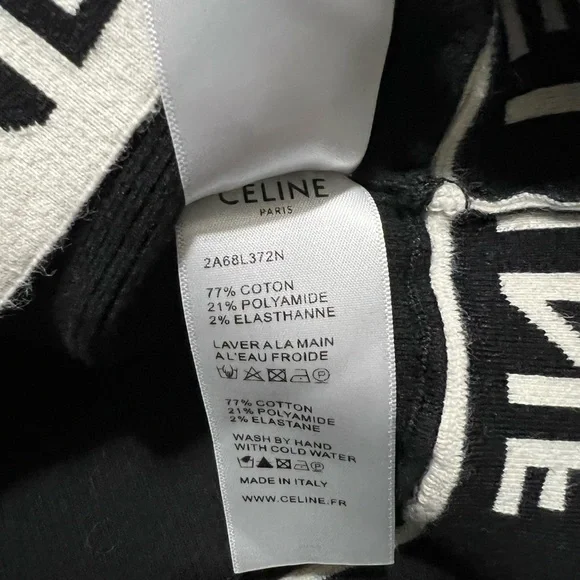 CELINE
PARIS
2A68L372N
77% COTON
21% POLYAMIDE
2% ELASTHANNE
LAVER A LA MAIN
A L'EAU FROIDE
77% COTTON
21% POLYAMIDE
2% ELASTANE
WASH BY HAND
WITH COLD WATER
MADE IN ITALY
WWW.CELINE.FR